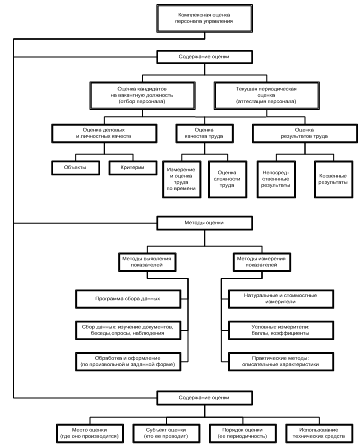 Комплексная оценка
персонала управления
Содержание оценки
Оценка кандидатов
на вакантную должность
(отбор персонала)
Текущая периодическая
оценка
(аттестация персонала)
Оценка деловых
и личностных качеств
Оценка
качества труда
Оценка
результатов труда
Объекты
Критерии
Измерение
и оценка
труда
по времени
Оценка
сложности
труда
Непосред-
ственные
результаты
Косвенные
результаты
Методы оценки
Методы выявления
показателей
Методы измерения
показателей
Программа сбора данных
Натуральные и стоимостные
измерители
Сбор данных: изучение документов,
беседы, опросы, наблюдения
Условные измерители:
баллы, коэффициенты
Обработка и оформление
(по произвольной и заданной форме)
Практические методы:
описательные характеристики
Содержание оценки
Место оценки
(где оно производится)
Субъект оценки
(кто ее проводит)
Порядок оценки
(ее периодичность)
Использование
технических средств